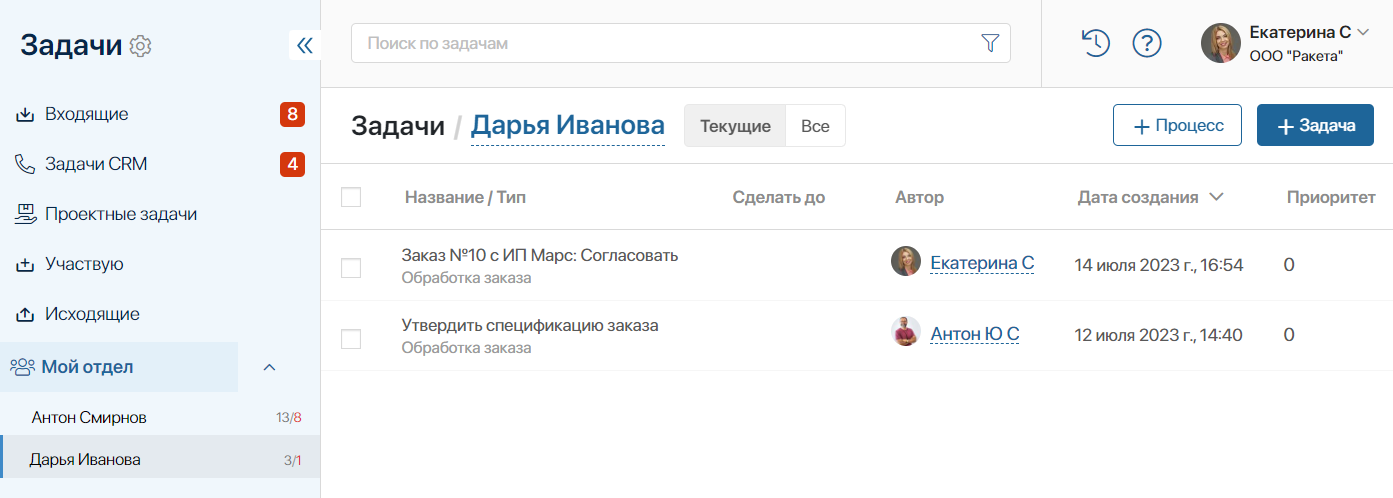 Задачи
Входящие 8
Задачи CRM 4
Проектные задачи
Участвую
Исходящие
Мой отдел
Антон Смирнов 13/8
Дарья Иванова 3/1
Поиск по задачам
Екатерина С
ООО "Ракета"
Задачи / Дарья Иванова Текущие Все + Процесс + Задача
Название / Тип Сделать до Автор Дата создания Приоритет
Заказ №10 с ИП Марс: Согласовать Екатерина С 14 июля 2023 г., 16:54 0
Обработка заказа
Утвердить спецификацию заказа Антон Ю С 12 июля 2023 г., 14:40 0
Обработка заказа